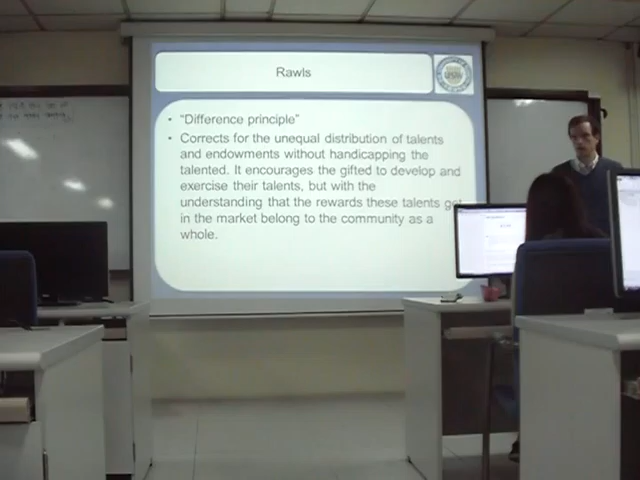 Rawls
• "Difference principle"
• Corrects for the unequal distribution of talents
and endowments without handicapping the
talented. It encourages the gifted to develop and
exercise their talents, but with the
understanding that the rewards these talents get
in the market belong to the community as a
whole.